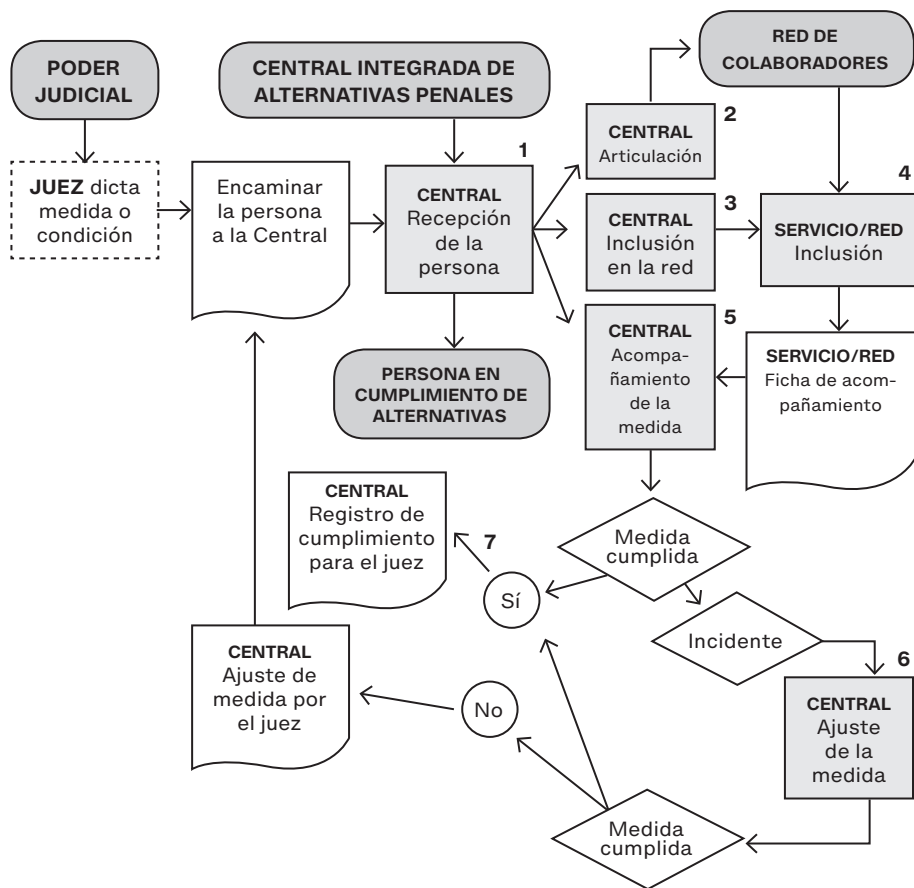 RED DE
COLABORADORES
PODER
JUDICIAL
CENTRAL INTEGRADA DE
ALTERNATIVAS PENALES
2
CENTRAL
Articulación
1
JUEZ dicta
medida o
condición
Encaminar
la persona
a la Central
CENTRAL
Recepción
de la
persona
3
CENTRAL
Inclusión
en la red
4
SERVICIO/RED
Inclusión
5
CENTRAL
Acompa-
ñamiento
de la
medida
SERVICIO/RED
Ficha de acom-
pañamiento
PERSONA EN
CUMPLIMIENTO DE
ALTERNATIVAS
CENTRAL
Registro de
cumplimiento
para el juez
7
Sí
Medida
cumplida
Incidente
6
CENTRAL
Ajuste
de la
medida
CENTRAL
Ajuste de
medida por
el juez
No
Medida
cumplida